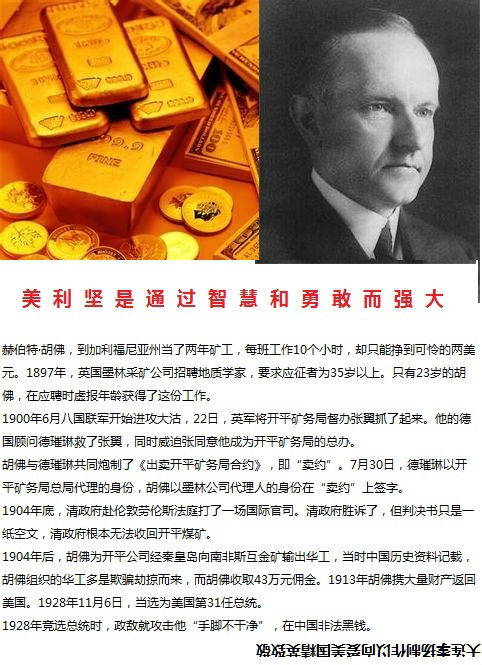 FINE
100
美利坚是通过智慧和勇敢而强大
赫伯特·胡佛，到加利福尼亚州当了两年矿工，每班工作10个小时，却只能挣到可怜的两美
元。1897年，英国墨林采矿公司招聘地质学家，要求应征者为35岁以上。只有23岁的胡
佛，在应聘时虚报年龄获得了这份工作。
1900年6月八国联军开始进攻大沽，22日，英军将开平矿务局督办张翼抓了起来。他的德
国顾问德璀琳救了张翼，同时威迫张同意他成为开平矿务局的总办。
胡佛与德璀琳共同炮制了《出卖开平矿务局合约》，即“卖约”。7月30日，德璀琳以开
平矿务局总局代理的身份，胡佛以墨林公司代理人的身份在“卖约”上签字。
1904年底，清政府赴伦敦劳伦斯法庭打了一场国际官司。清政府胜诉了，但判决书只是一
纸空文，清政府根本无法收回开平煤矿。
1904年后，胡佛为开平公司经秦皇岛向南非斯互金矿输出华工，当时中国历史资料记载，
胡佛组织的华工多是欺骗劫掠而来，而胡佛收取43万元佣金。1913年胡佛携大量财产返回
美国。1928年11月6日，当选为美国第31任总统。
1928年竞选总统时，政敌就攻击他“手脚不干净”，在中国非法黑钱。
大连李扬制作以向爱美国精英致敬